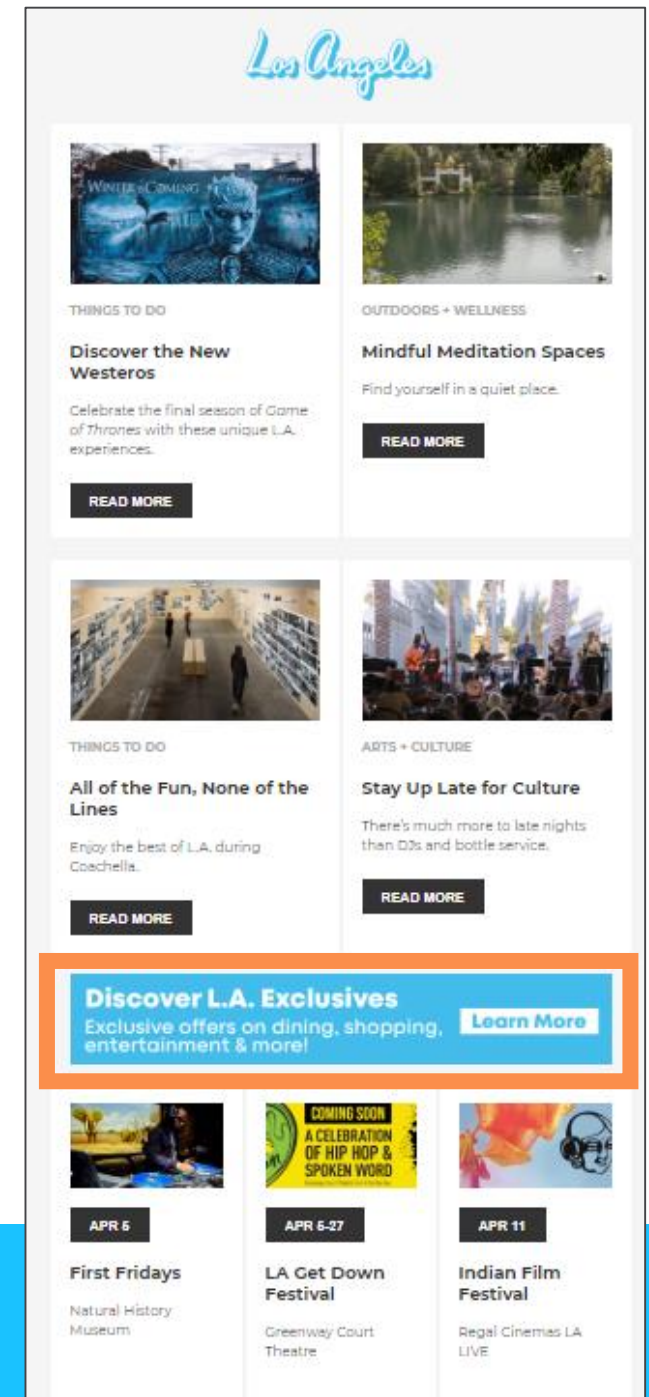 Los Angeles
WINTER IS COMING
THINGS TO DO
Discover the New
Westeros
Celebrate the final season of Game
of Thrones with these unique L.A.
experiences.
READ MORE
OUTDOORS + WELLNESS
Mindful Meditation Spaces
Find yourself in a quiet place.
READ MORE
THINGS TO DO
All of the Fun, None of the
Lines
Enjoy the best of L.A. during
Coachella.
READ MORE
ARTS + CULTURE
Stay Up Late for Culture
There's much more to late nights
than DJs and bottle service.
READ MORE
Discover L.A. Exclusives
Exclusive offers on dining, shopping,
entertainment & more!
Learn More
APR 5
First Fridays
Natural History
Museum
COMING SOON
A CELEBRATION
OF HIP HOP &
SPOKEN WORD
APR 5-27
LA Get Down
Festival
Greenway Court
Theatre
APR 11
Indian Film
Festival
Regal Cinemas LA
LIVE